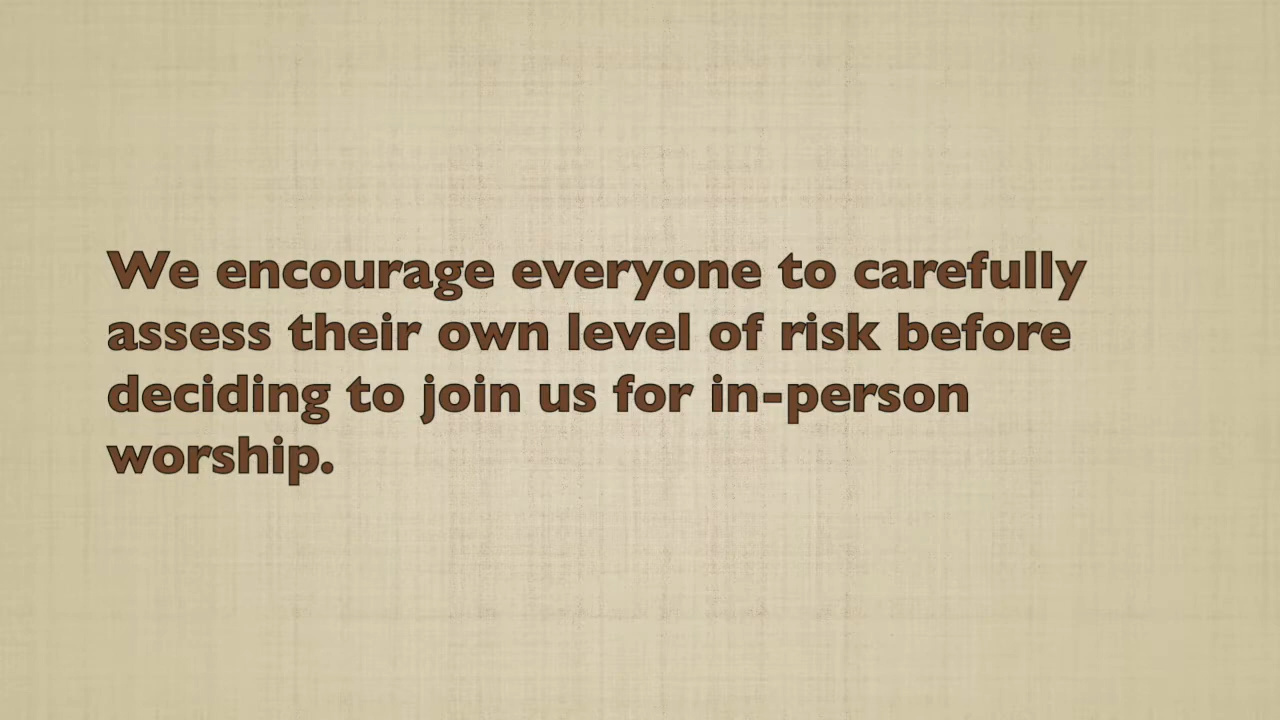 We encourage everyone to carefully
assess their own level of risk before
deciding to join us for in-person
worship.